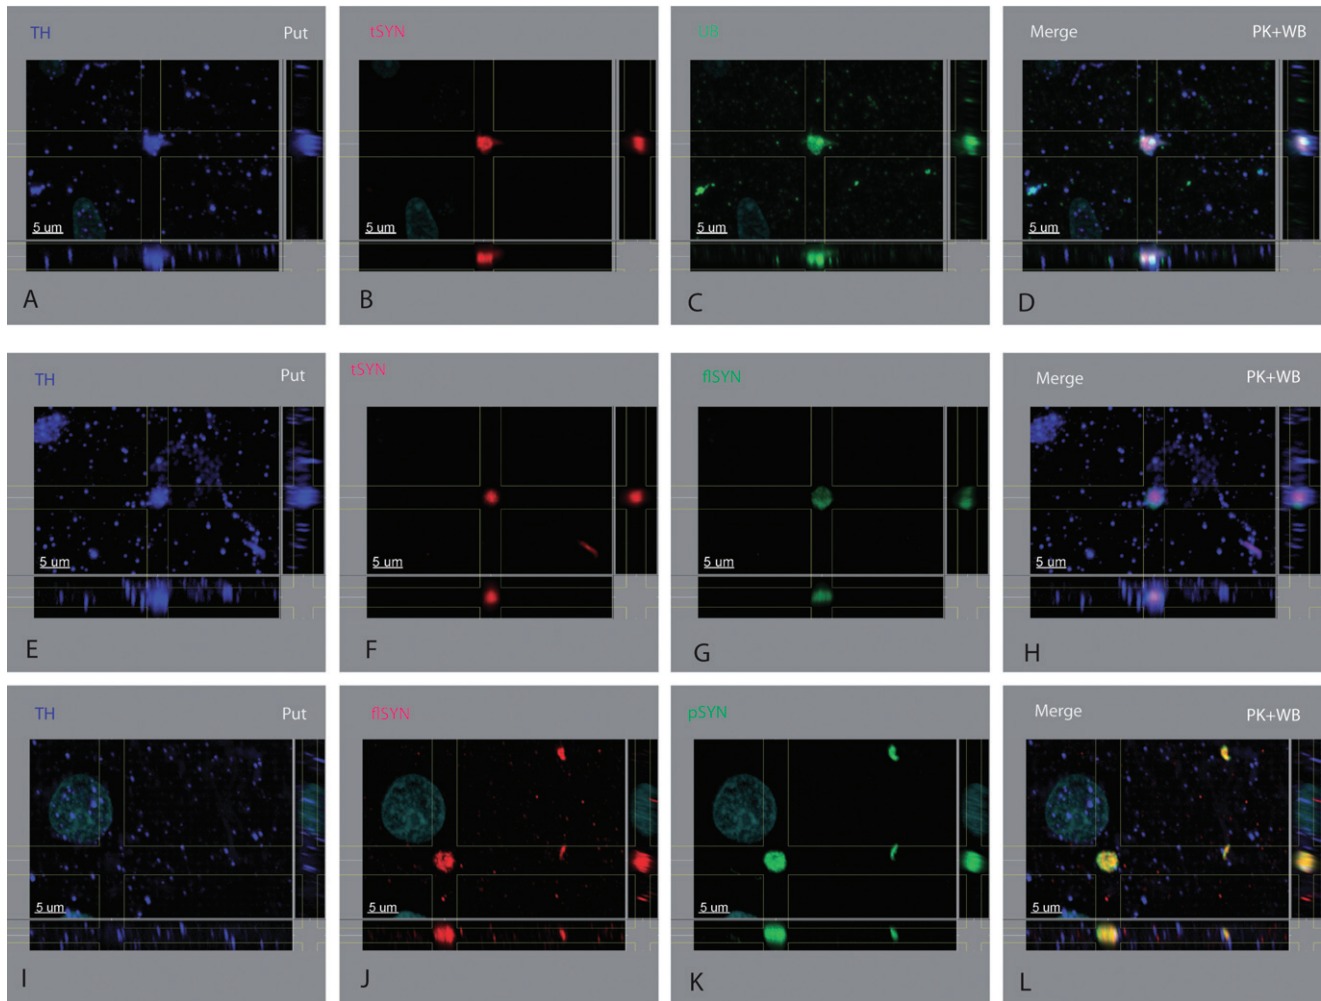 TH Put
tSYN
UB
Merge PK+WB
5 um
5 um
5 um
5 um
A
B
C
D
TH Put
tSYN
flSYN
Merge PK+WB
5 um
5 um
5 um
5 um
E
F
G
H
TH Put
flSYN
pSYN
Merge PK+WB
5 um
5 um
5 um
5 um
I
J
K
L